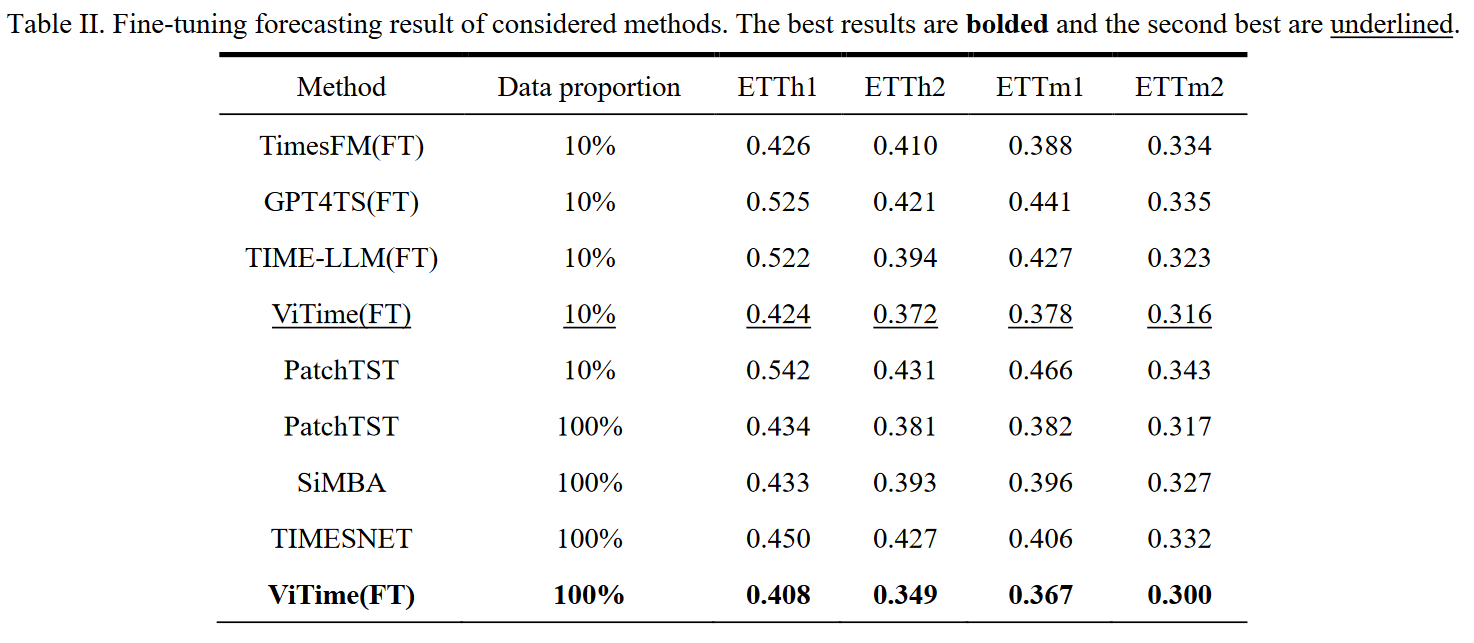 Table II. Fine-tuning forecasting result of considered methods. The best results are bolded and the second best are underlined.
Method Data proportion ETTh1 ETTh2 ETTm1 ETTm2
TimesFM(FT) 10% 0.426 0.410 0.388 0.334
GPT4TS(FT) 10% 0.525 0.421 0.441 0.335
TIME-LLM(FT) 10% 0.522 0.394 0.427 0.323
ViTime(FT) 10% 0.424 0.372 0.378 0.316
PatchTST 10% 0.542 0.431 0.466 0.343
PatchTST 100% 0.434 0.381 0.382 0.317
SiMBA 100% 0.433 0.393 0.396 0.327
TIMESNET 100% 0.450 0.427 0.406 0.332
ViTime(FT) 100% 0.408 0.349 0.367 0.300